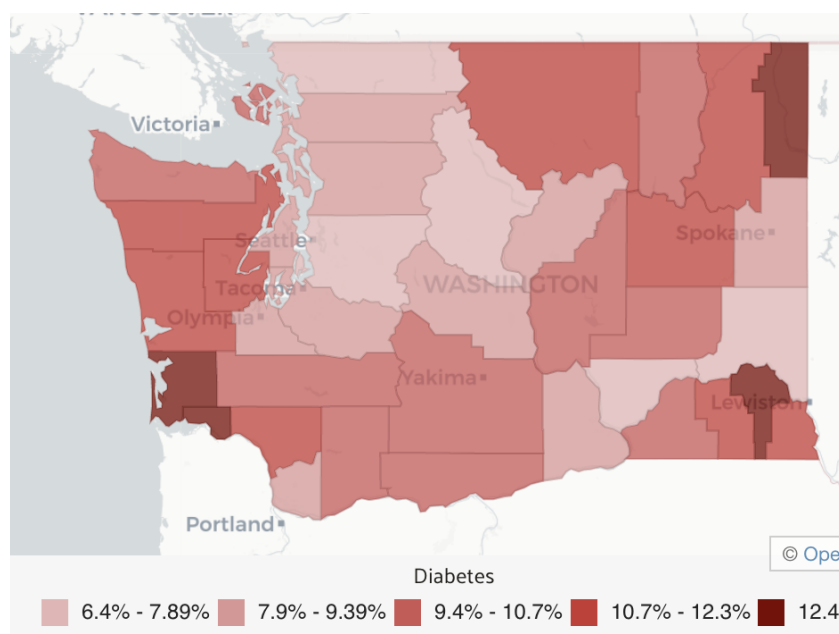 Victoria
Seattle
Spokane
Tacoma
WASHINGTON
Olympia
Yakima
Lewiston
Portland
© Ope
Diabetes
6.4% - 7.89% 7.9% - 9.39% 9.4% - 10.7% 10.7% - 12.3% 12.4